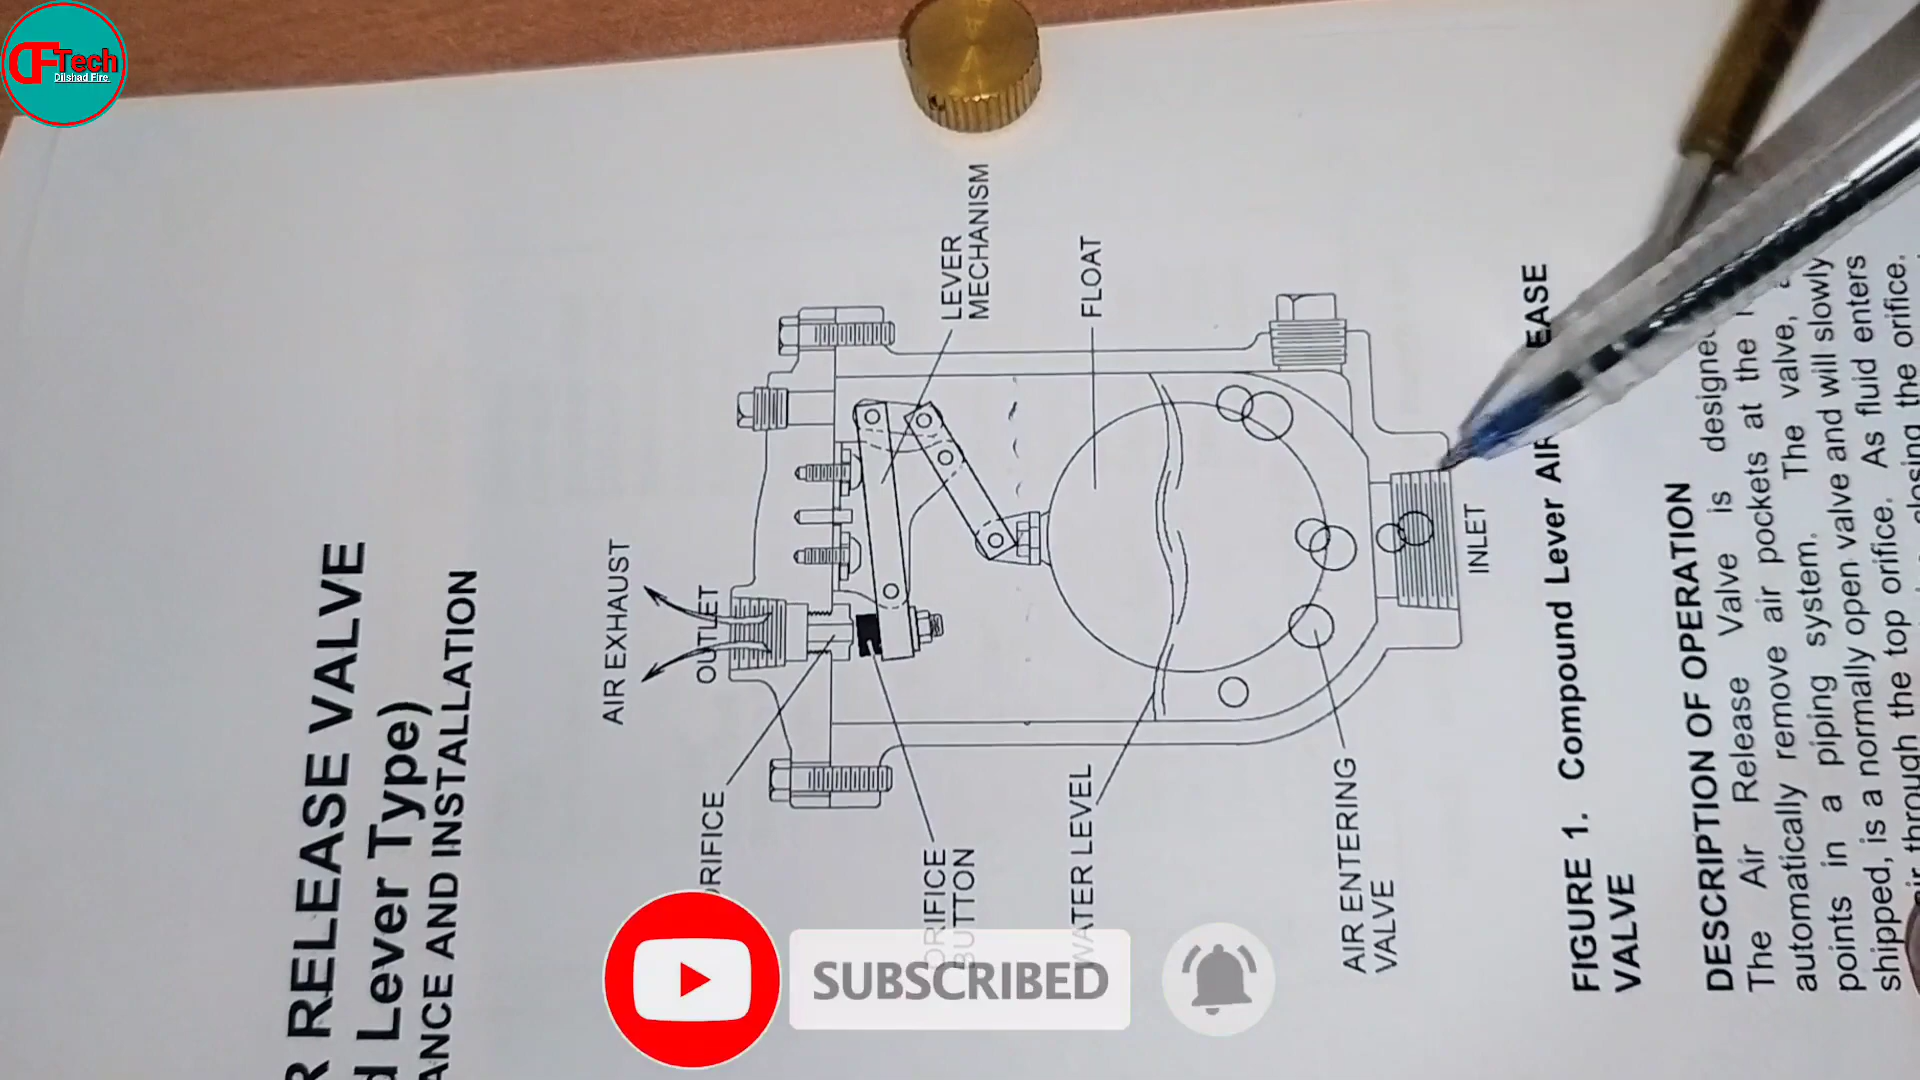 DF Tech
Dilshad Fire
R RELEASE VALVE
d Lever Type)
ANCE AND INSTALLATION
AIR EXHAUST
OUTLET
ORIFICE
LEVER
MECHANISM
ORIFICE
BUTTON
FLOAT
WATER LEVEL
AIR ENTERING
VALVE
INLET
FIGURE 1. Compound Lever AIR EASE
VALVE
DESCRIPTION OF OPERATION
The Air Release Valve is designed
automatically remove air pockets at the
points in a piping system. The valve,
shipped, is a normally open valve and will slowly
air through the top orifice. As fluid enters
closing the orifice.
SUBSCRIBED